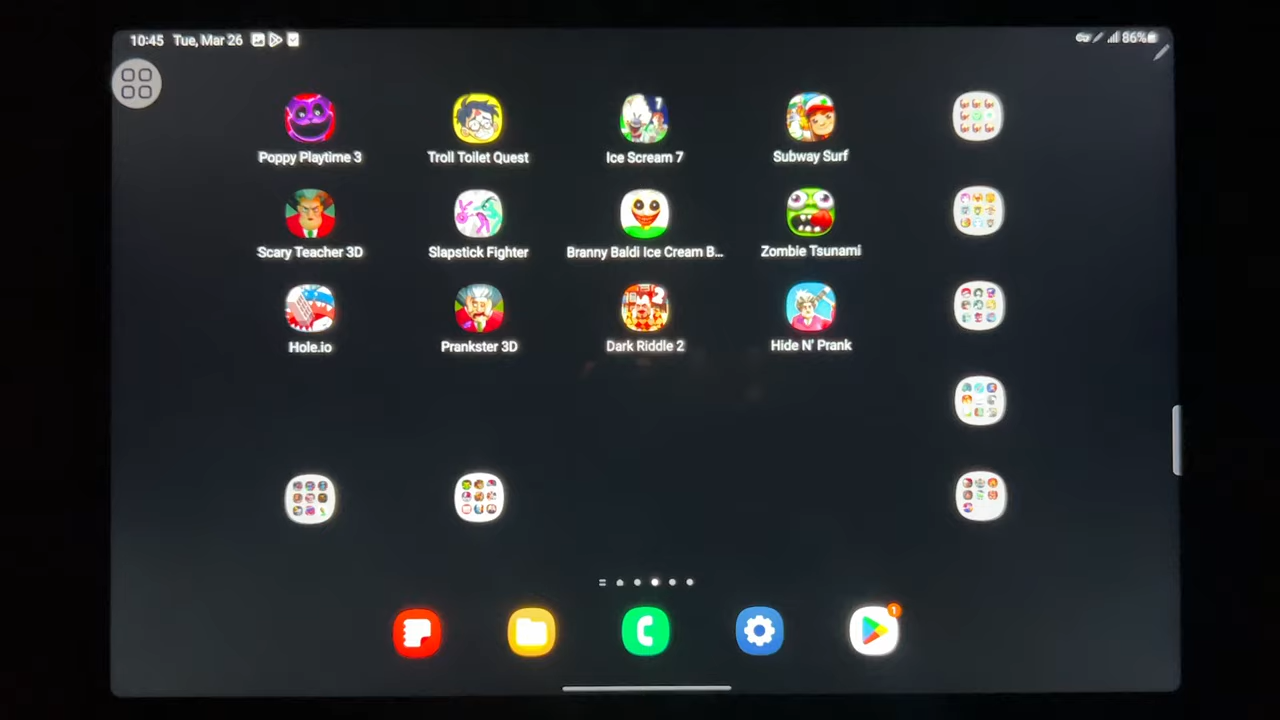 10:45 Tue, Mar 26 86%
Poppy Playtime 3 Troll Toilet Quest Ice Scream 7 Subway Surf
Scary Teacher 3D Slapstick Fighter Branny Baldi Ice Cream B... Zombie Tsunami
Hole.io Prankster 3D Dark Riddle 2 Hide N' Prank
1